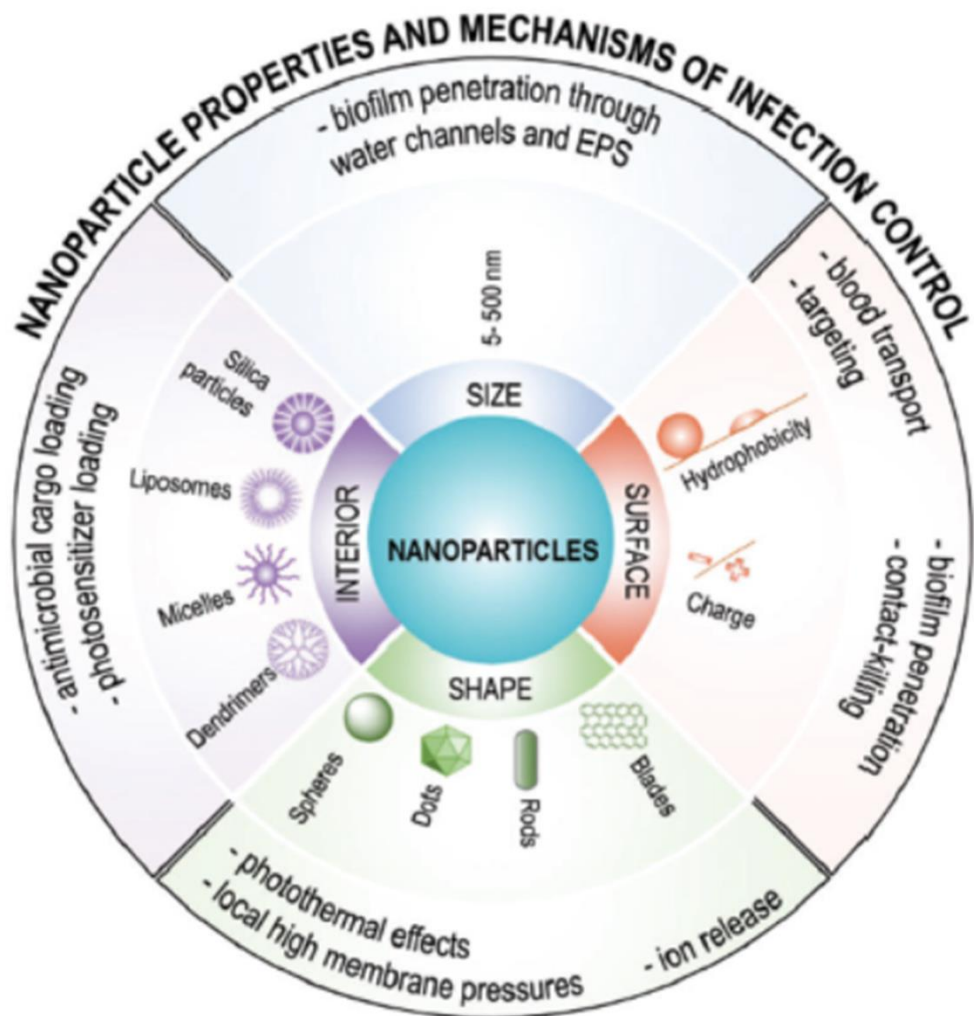 NANOPARTICLE PROPERTIES AND MECHANISMS OF INFECTION CONTROL
- biofilm penetration through
water channels and EPS
5- 500 nm
SIZE
- blood transport
- targeting
Hydrophobicity
SURFACE
Charge
- biofilm penetration
- contact-killing
NANOPARTICLES
INTERIOR
Silica
particles
Liposomes
Micelles
Dendrimers
- antimicrobial cargo loading
- photosensitizer loading
SHAPE
Spheres
Dots
Rods
Blades
- photothermal effects
- local high membrane pressures
- ion release